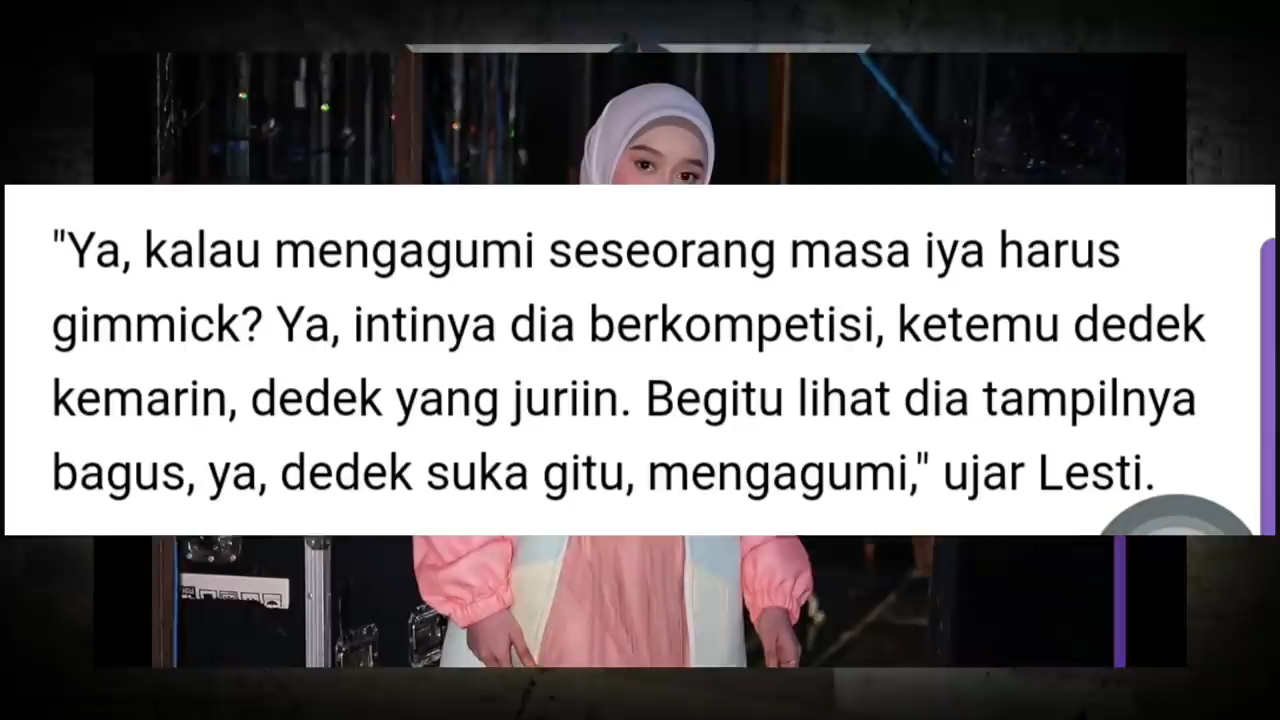 "Ya, kalau mengagumi seseorang masa iya harus
gimmick? Ya, intinya dia berkompetisi, ketemu dedek
kemarin, dedek yang juriin. Begitu lihat dia tampilnya
bagus, ya, dedek suka gitu, mengagumi," ujar Lesti.